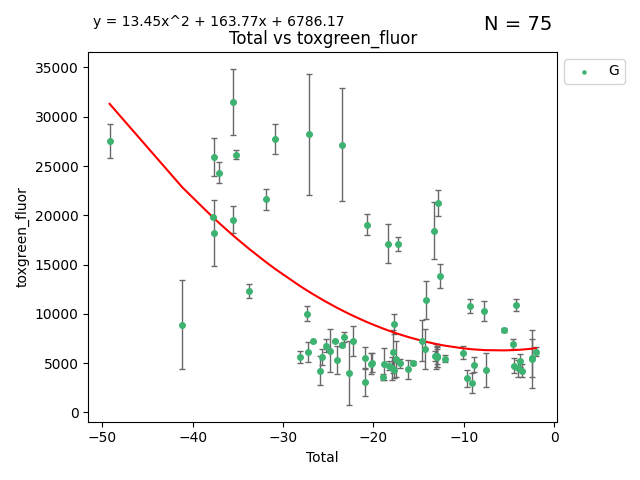 y = 13.45x^2 + 163.77x + 6786.17
N = 75
Total vs toxgreen_fluor
G
toxgreen_fluor
35000
30000
25000
20000
15000
10000
5000
0
−50
−40
−30
−20
−10
0
Total